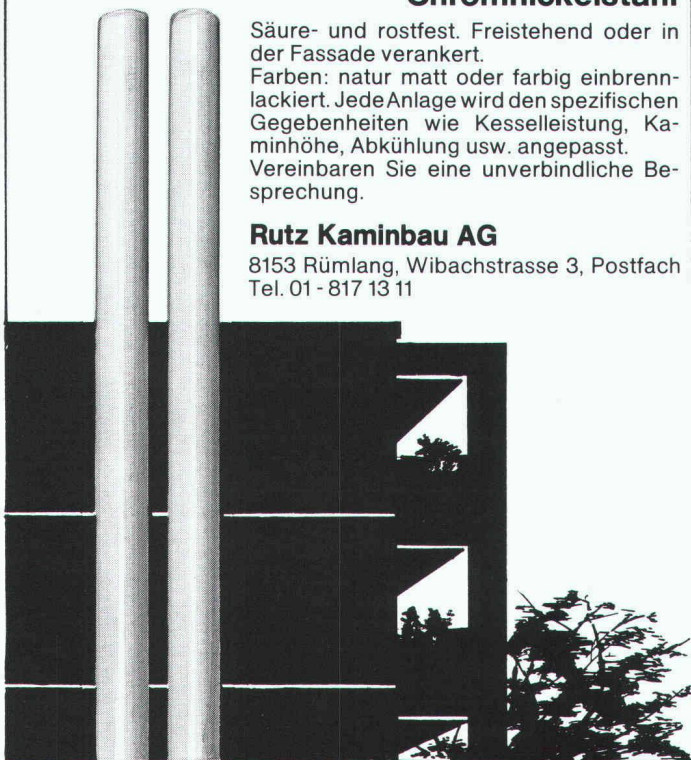 Chromnickelstahl
Säure- und rostfest. Freistehend oder in
der Fassade verankert.
Farben: natur matt oder farbig einbrenn-
lackiert. Jede Anlage wird den spezifischen
Gegebenheiten wie Kesselleistung, Ka-
minhöhe, Abkühlung usw. angepasst.
Vereinbaren Sie eine unverbindliche Be-
sprechung.
Rutz Kaminbau AG
8153 Rümlang, Wibachstrasse 3, Postfach
Tel. 01 - 817 13 11